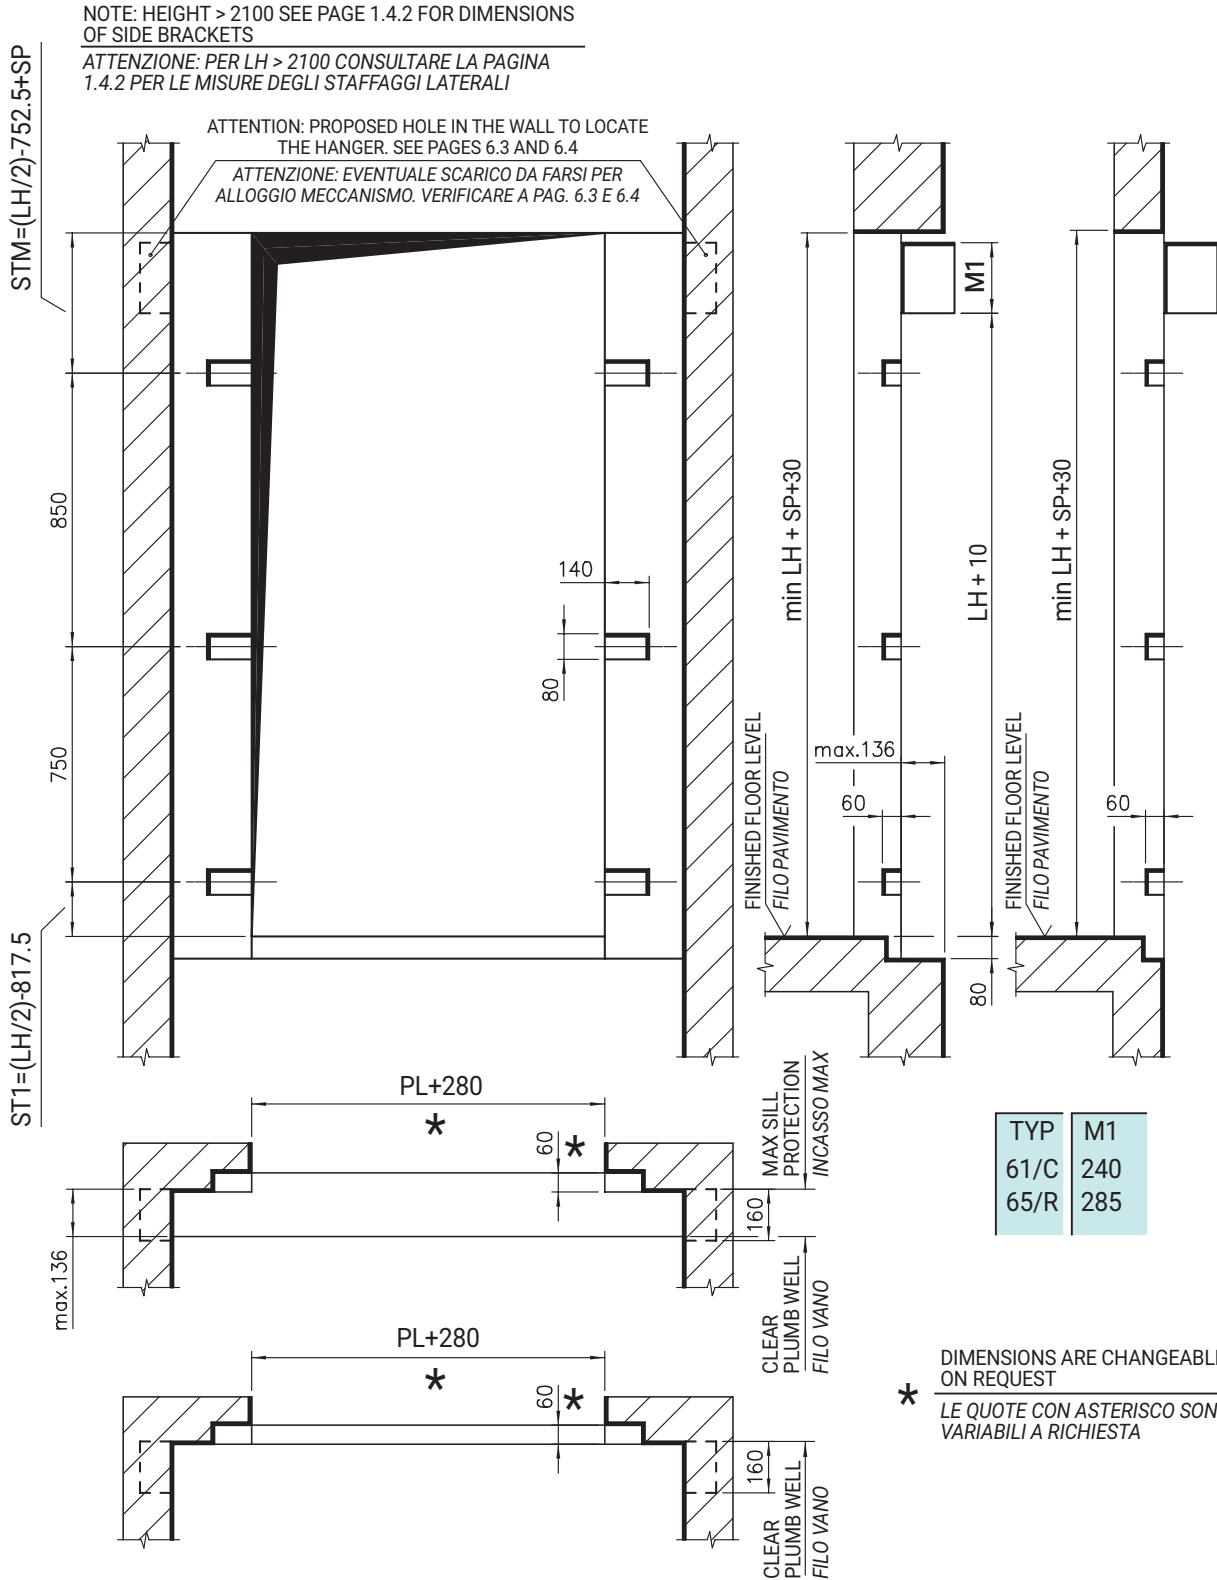 NOTE: HEIGHT > 2100 SEE PAGE 1.4.2 FOR DIMENSIONS
OF SIDE BRACKETS
ATTENZIONE: PER LH > 2100 CONSULTARE LA PAGINA
1.4.2 PER LE MISURE DEGLI STAFFAGGI LATERALI
ATTENTION: PROPOSED HOLE IN THE WALL TO LOCATE
THE HANGER. SEE PAGES 6.3 AND 6.4
ATTENZIONE: EVENTUALE SCARICO DA FARSI PER
ALLOGGIO MECCANISMO. VERIFICARE A PAG. 6.3 E 6.4
STM=(LH/2)-752.5+SP
850
750
ST1=(LH/2)-817.5
140
80
min LH + SP+30
M1
LH + 10
max.136
60
80
FINISHED FLOOR LEVEL
FILO PAVIMENTO
min LH + SP+30
60
FINISHED FLOOR LEVEL
FILO PAVIMENTO
PL+280
*
60
*
max.136
160
MAX SILL
PROTECTION
INCASSO MAX
CLEAR
PLUMB WELL
FILO VANO
TYP M1
61/C 240
65/R 285
PL+280
*
60
*
160
CLEAR
PLUMB WELL
FILO VANO
*
DIMENSIONS ARE CHANGEABL
ON REQUEST
LE QUOTE CON ASTERISCO SON
VARIABILI A RICHIESTA